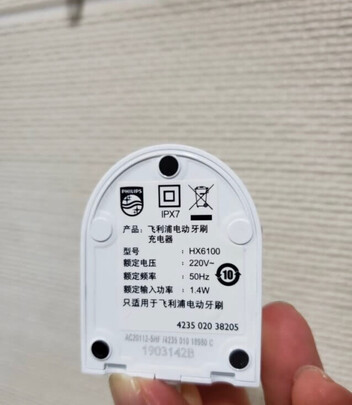 PHILIPS
IPX7
产品: 飞利浦电动牙刷
充电器
型号 : HX6100
额定电压 : 220V~
额定频率 : 50Hz
额定输入功率 : 1.4W
10
只适用于飞利浦电动牙刷
4235 020 38205
1903142B